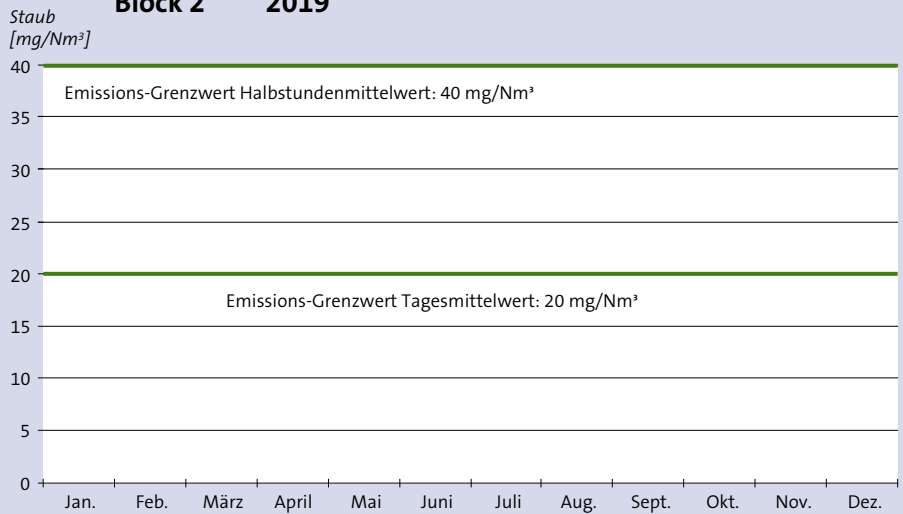 Block 2 2019
Staub
[mg/Nm³]
40
Emissions-Grenzwert Halbstundenmittelwert: 40 mg/Nm³
35
30
25
20
Emissions-Grenzwert Tagesmittelwert: 20 mg/Nm³
15
10
5
0
Jan. Feb. März April Mai Juni Juli Aug. Sept. Okt. Nov. Dez.